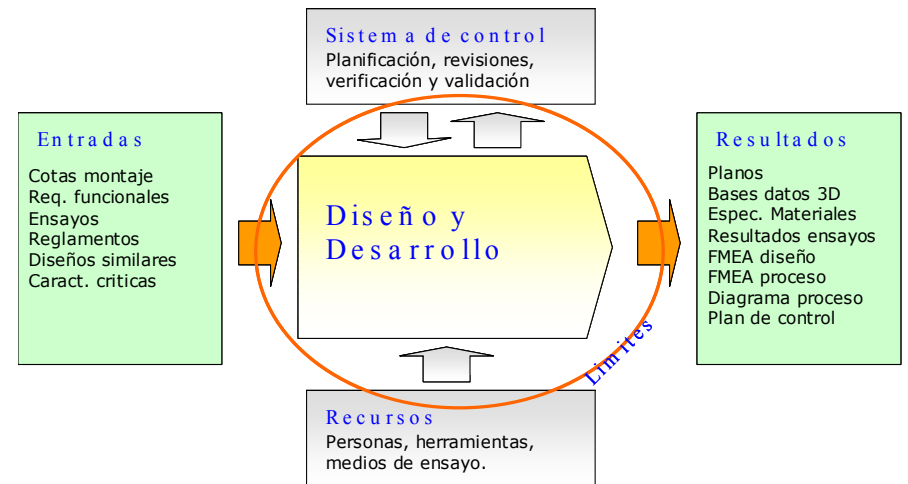 Sistema de control
Planificación, revisiones,
verificación y validación
Entradas
Cotas montaje
Req. funcionales
Ensayos
Reglamentos
Diseños similares
Caract. criticas
Diseño y
Desarrollo
Resultados
Planos
Bases datos 3D
Espec. Materiales
Resultados ensayos
FMEA diseño
FMEA proceso
Diagrama proceso
Plan de control
Limites
Recursos
Personas, herramientas,
medios de ensayo.